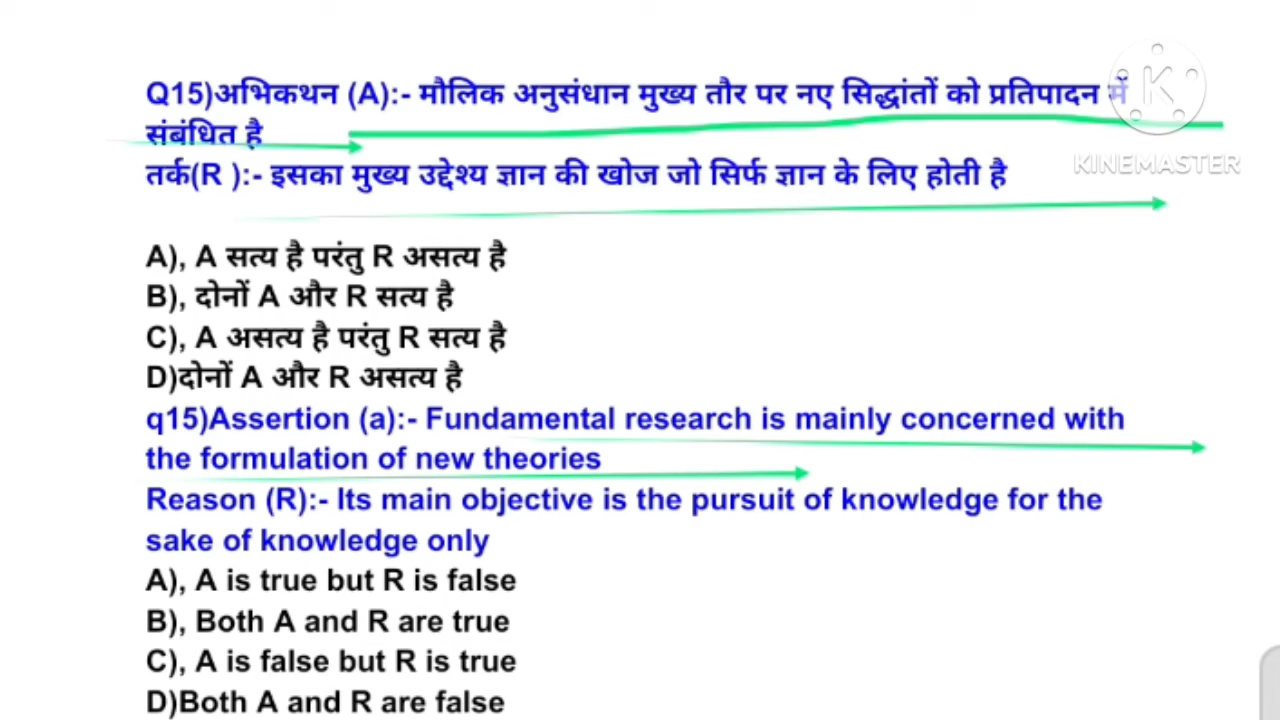 Q15)अभिकथन (A):- मौलिक अनुसंधान मुख्य तौर पर नए सिद्धांतों को प्रतिपादन में
संबंधित है
तर्क(R ):- इसका मुख्य उद्देश्य ज्ञान की खोज जो सिर्फ ज्ञान के लिए होती है
KINEMASTER
A), A सत्य है परंतु R असत्य है
B), दोनों A और R सत्य है
C), A असत्य है परंतु R सत्य है
D)दोनों A और R असत्य है
q15)Assertion (a):- Fundamental research is mainly concerned with
the formulation of new theories
Reason (R):- Its main objective is the pursuit of knowledge for the
sake of knowledge only
A), A is true but R is false
B), Both A and R are true
C), A is false but R is true
D)Both A and R are false